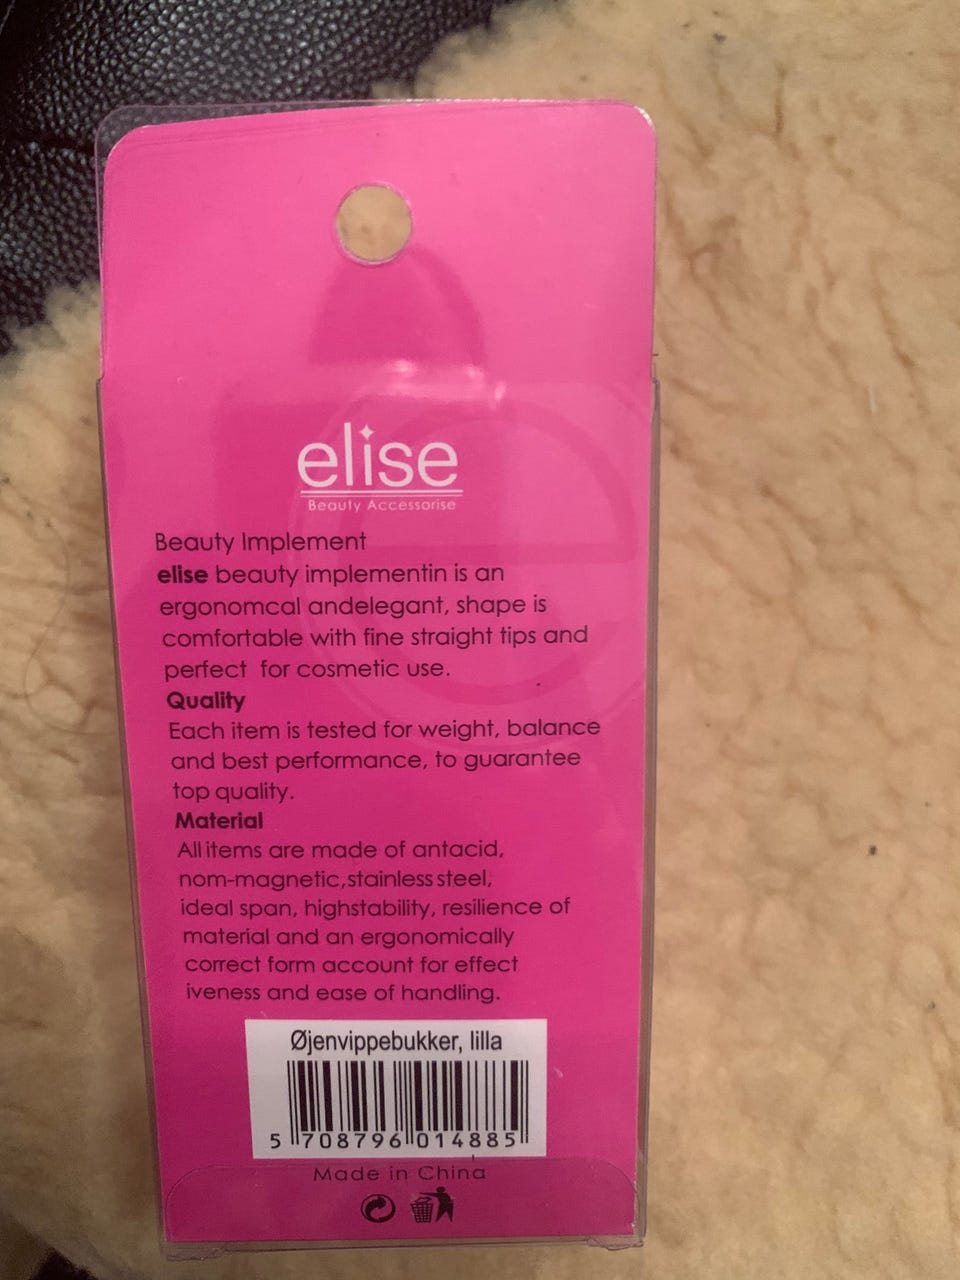 elise
Beauty Accessorise
Beauty Implement
elise beauty implementin is an
ergonomcal andelegant, shape is
comfortable with fine straight tips and
perfect for cosmetic use.
Quality
Each item is tested for weight, balance
and best performance, to guarantee
top quality.
Material
All items are made of antacid,
nom-magnetic,stainless steel,
ideal span, highstability, resilience of
material and an ergonomically
correct form account for effect
iveness and ease of handling.
Øjenvippebukker, lilla
5 708796 014885
Made in China